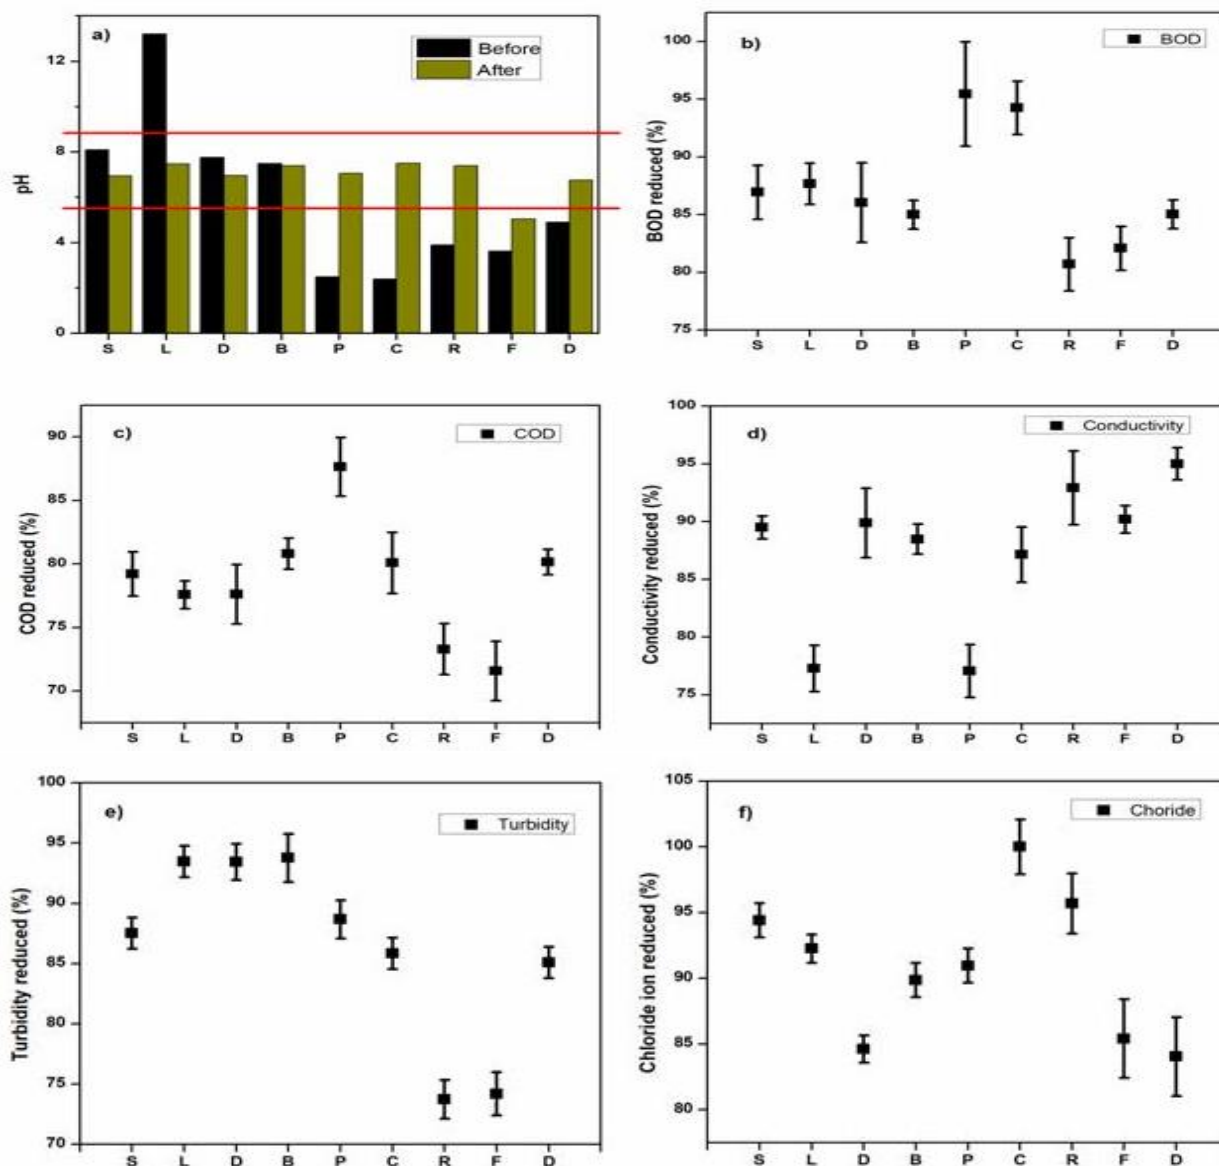 a)
Before
After
12
8
4
0
pH
S L D B P C R F D
b)
BOD
100
95
90
85
80
75
BOD reduced (%)
S L D B P C R F D
c)
COD
90
85
80
75
70
COD reduced (%)
S L D B P C R F D
d)
Conductivity
100
95
90
85
80
75
Conductivity reduced (%)
S L D B P C R F D
e)
Turbidity
100
95
90
85
80
75
70
Turbidity reduced (%)
S L D B P C R F D
f)
Choride
105
100
95
90
85
80
Chloride ion reduced (%)
S L D B P C R F D